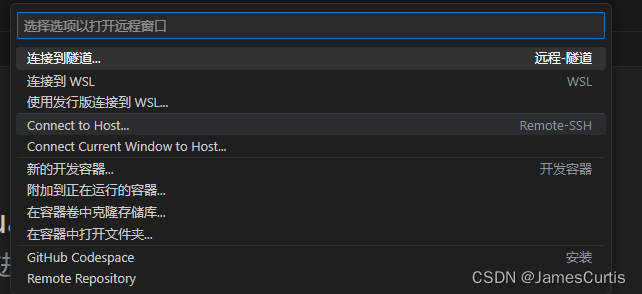 选择选项以打开远程窗口
连接到隧道... 远程-隧道
连接到 WSL WSL
使用发行版连接到 WSL...
Connect to Host... Remote-SSH
Connect Current Window to Host...
新的开发容器... 开发容器
附加到正在运行的容器...
在容器卷中克隆存储库...
在容器中打开文件夹...
GitHub Codespace 安装
Remote Repository
CSDN @JamesCurtis